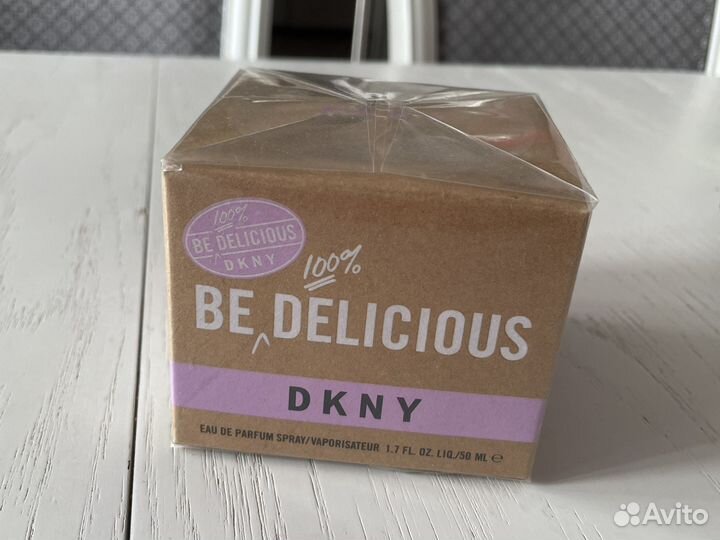 100%
BE DELICIOUS
DKNY
100%
BE DELICIOUS
DKNY
EAU DE PARFUM SPRAY/VAPORISATEUR 1.7 FL. OZ. LIQ./50 ML ℮
Avito